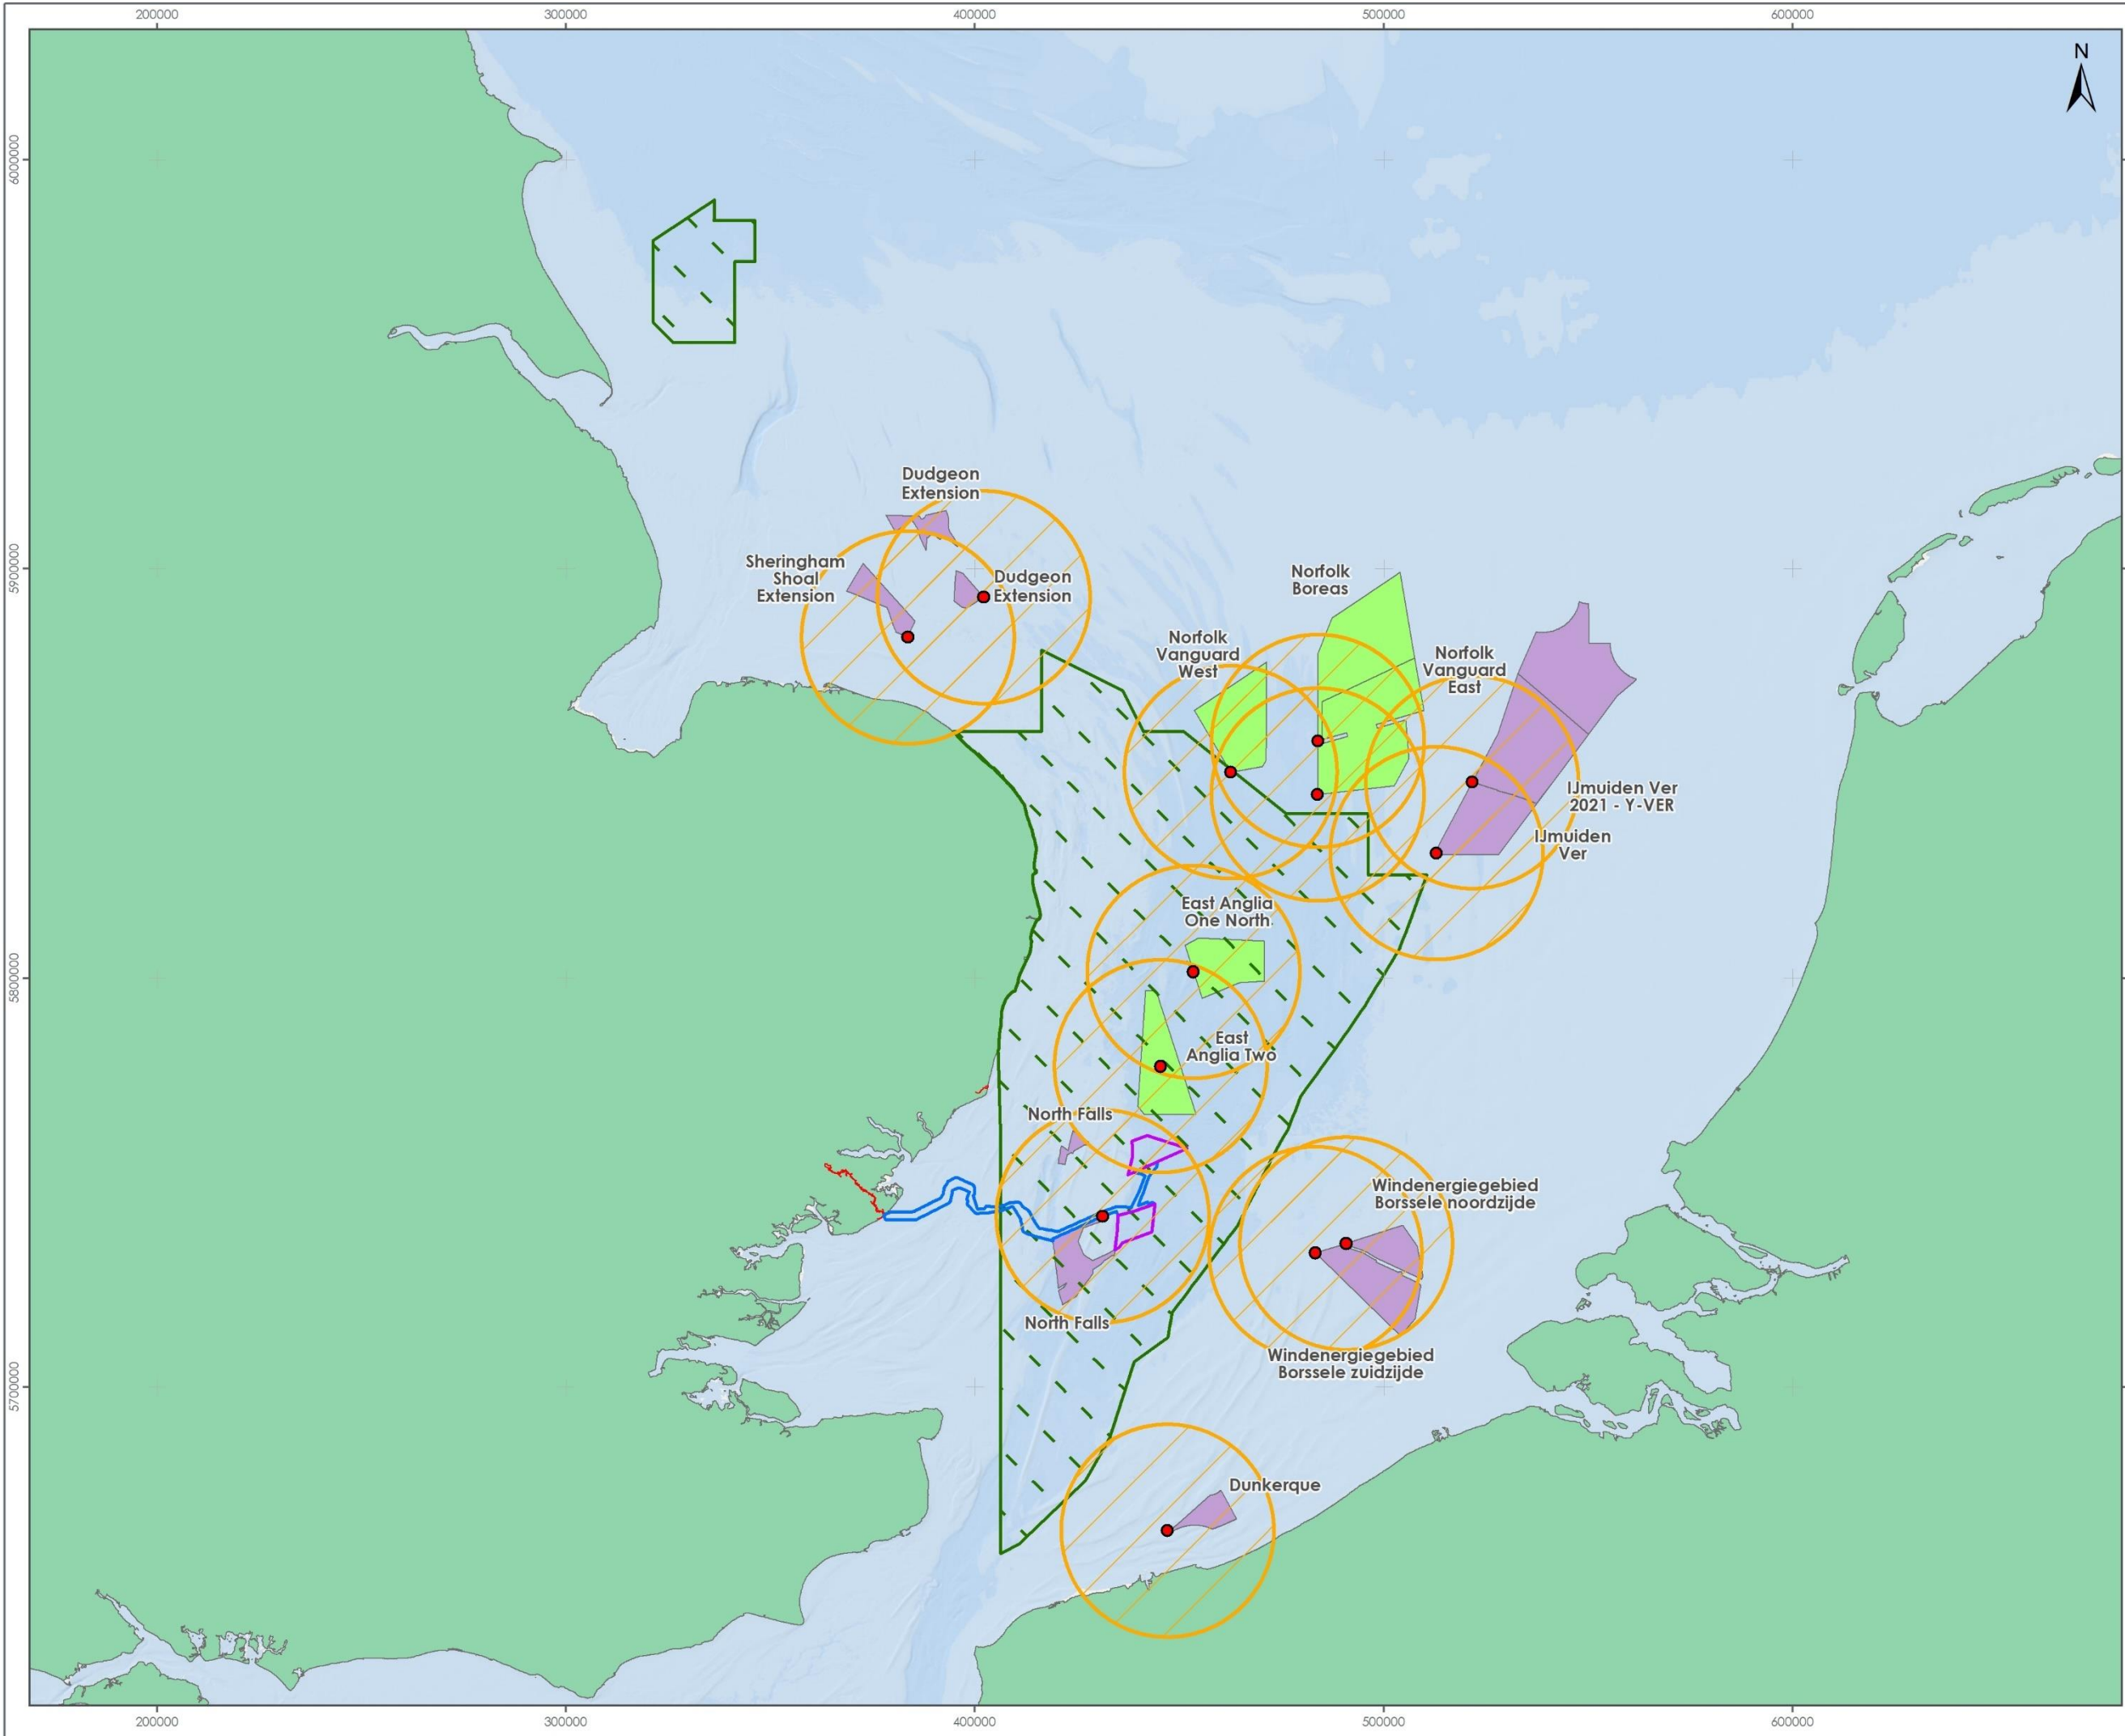 200000
300000
400000
500000
600000
N
6000000
5900000
5800000
5700000
Dudgeon
Extension
Sheringham
Shoal
Extension
Dudgeon
Extension
Norfolk
Boreas
Norfolk
Vanguard
West
Norfolk
Vanguard
East
IJmuiden Ver
2021 - Y-VER
IJmuiden
Ver
East Anglia
One North
East
Anglia Two
North Falls
Windenergiegebied
Borssele noordzijde
North Falls
Windenergiegebied
Borssele zuidzijde
Dunkerque
200000
300000
400000
500000
600000